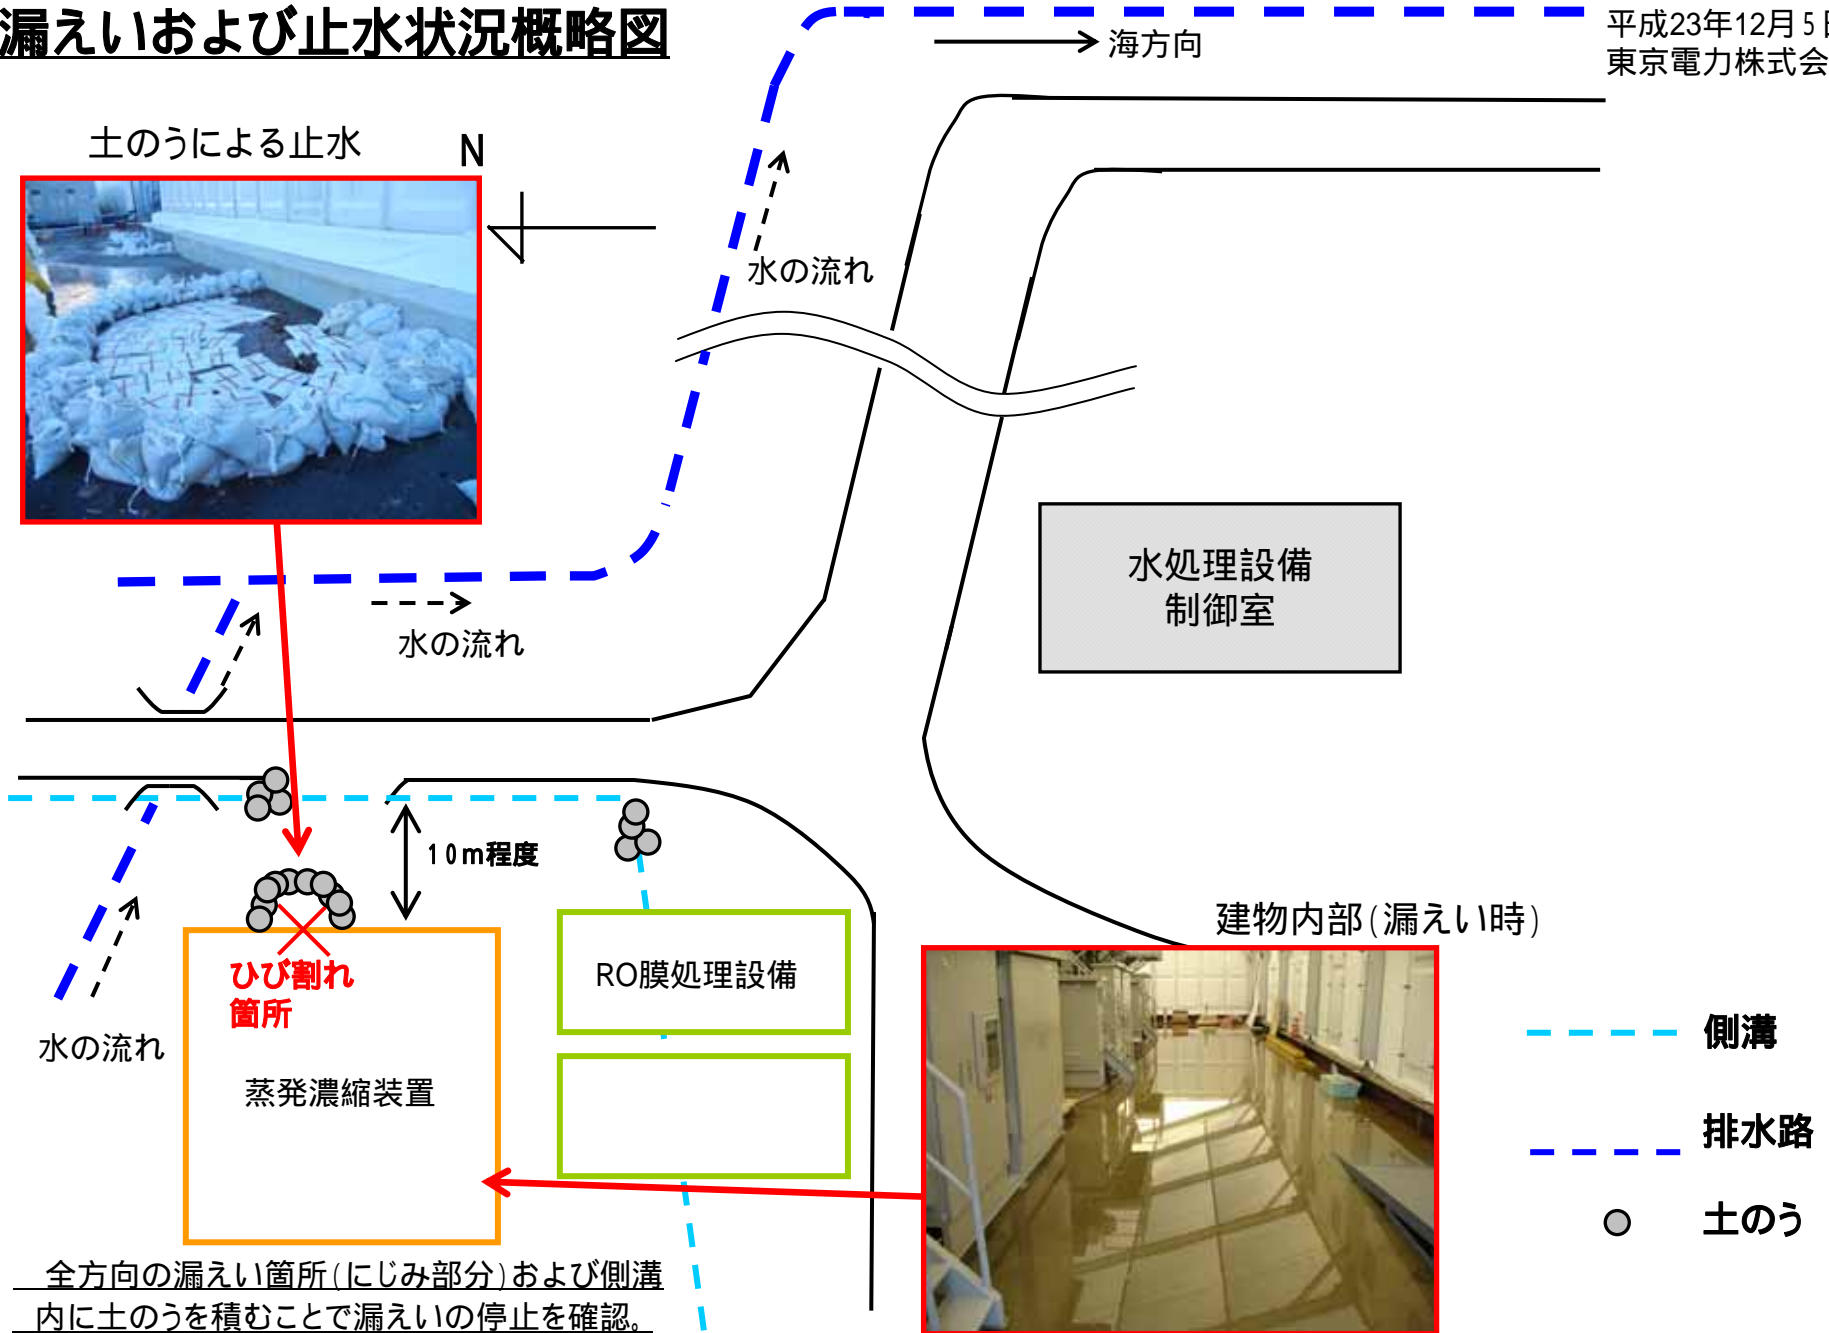 漏えいおよび止水状況概略図
平成23年12月5日
東京電力株式会
海方向
土のうによる止水
N
水の流れ
水処理設備
制御室
水の流れ
10m程度
建物内部(漏えい時)
ひび割れ
箇所
RO膜処理設備
水の流れ
蒸発濃縮装置
側溝
排水路
土のう
全方向の漏えい箇所(にじみ部分)および側溝
内に土のうを積むことで漏えいの停止を確認。